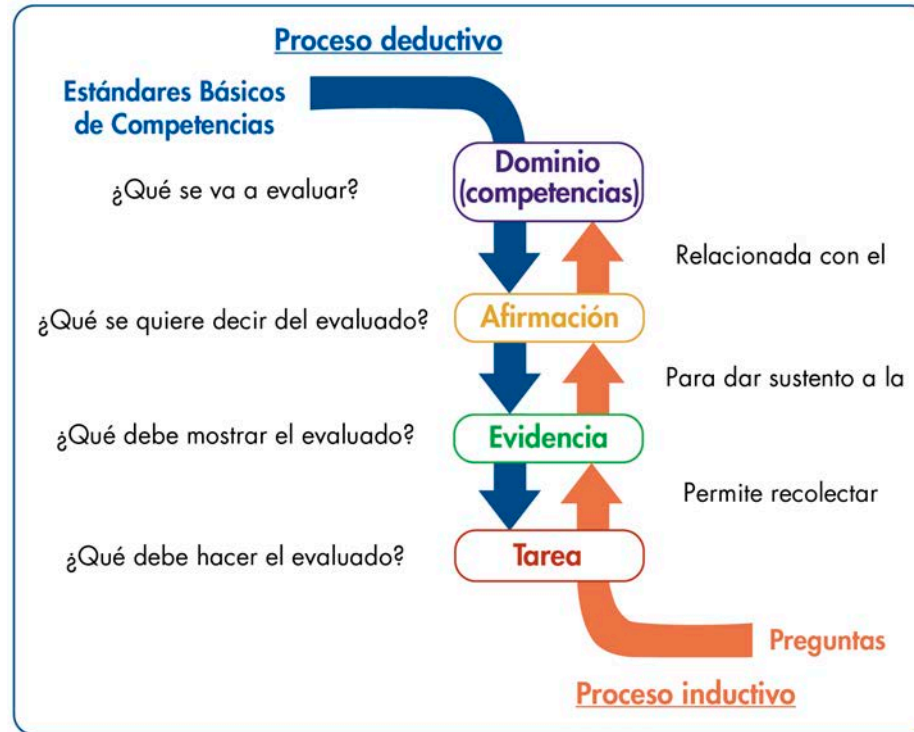 Proceso deductivo
Estándares Básicos
de Competencias
Dominio
(competencias)
¿Qué se va a evaluar?
Relacionada con el
¿Qué se quiere decir del evaluado?
Afirmación
Para dar sustento a la
¿Qué debe mostrar el evaluado?
Evidencia
Permite recolectar
¿Qué debe hacer el evaluado?
Tarea
Preguntas
Proceso inductivo